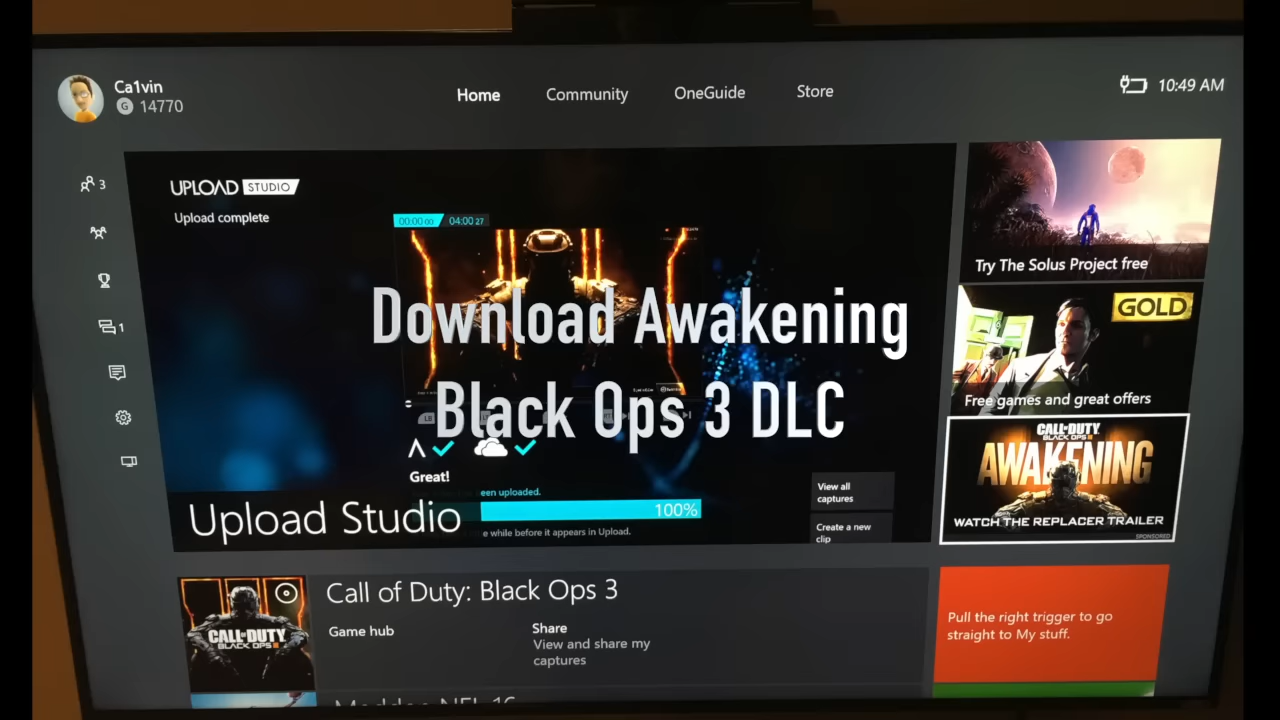 Ca1vin
G 14770
Home
Community
OneGuide
Store
10:49 AM
3
1
UPLOAD STUDIO
Upload complete
00:00:00
04:00 27
Download Awakening
Black Ops 3 DLC
Great!
een uploaded.
100%
e while before it appears in Upload.
Upload Studio
View all
captures
Create a new
clip
Try The Solus Project free
GOLD
Free games and great offers
CALL OF DUTY
BLACK OPS III
AWAKENING
WATCH THE REPLACER TRAILER
SPONSORED
CALL OF DUTY
BLACK OPS III
Call of Duty: Black Ops 3
Game hub
Share
View and share my
captures
Pull the right trigger to go
straight to My stuff.
Madden NFL 16